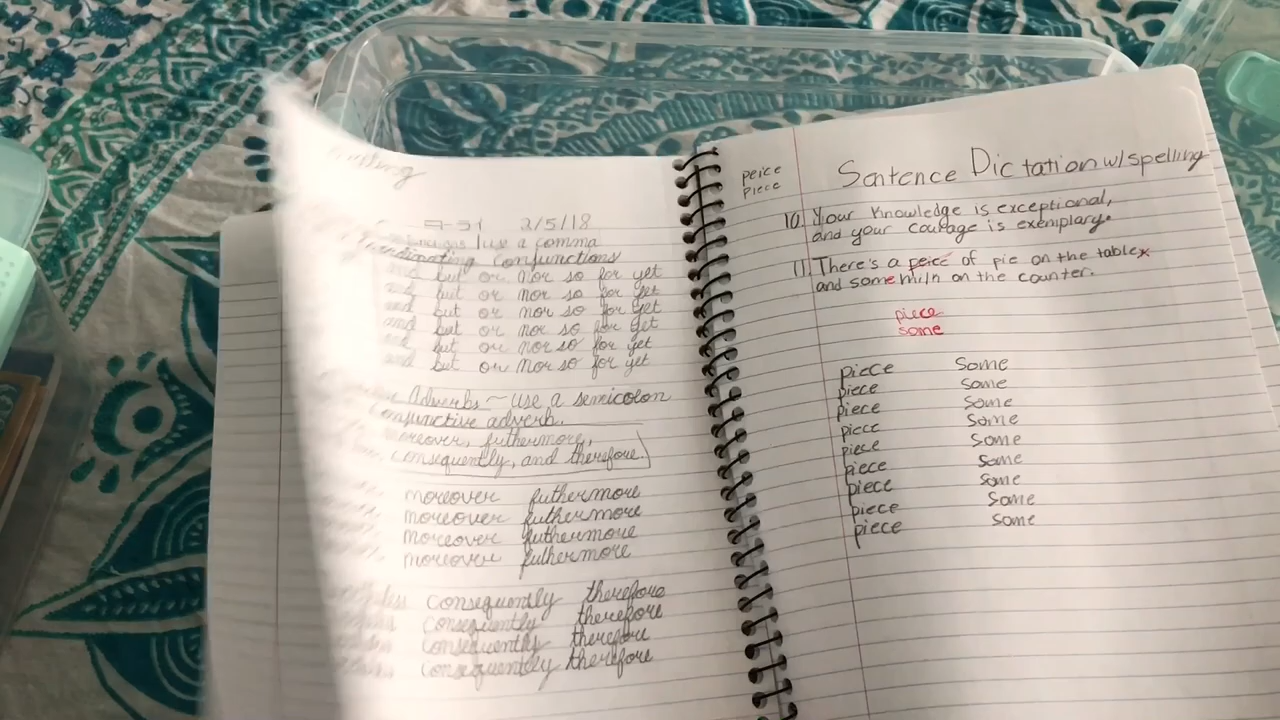 2/5/18
use a comma
Conjunctions
and but or nor so for yet
and but or nor so for yet
and but or nor so for yet
and but or nor so for yet
and but or nor so for yet
and but or nor so for yet
Adverbs ~ use a semicolon
conjunctive adverb.
moreover, futhermore,
consequently, and therefore
moreover futhermore
moreover futhermore
moreover futhermore
moreover futhermore
consequently therefore
consequently therefore
consequently therefore
consequently therefore
peice
piece
Sentence Dictation w/ spelling
10. Your knowledge is exceptional,
and your courage is exemplary.
11. There's a peice of pie on the table
and some on the counter.
piece
some
piece some
piece some
piece some
piece some
piece some
piece some
piece some
piece some
piece some